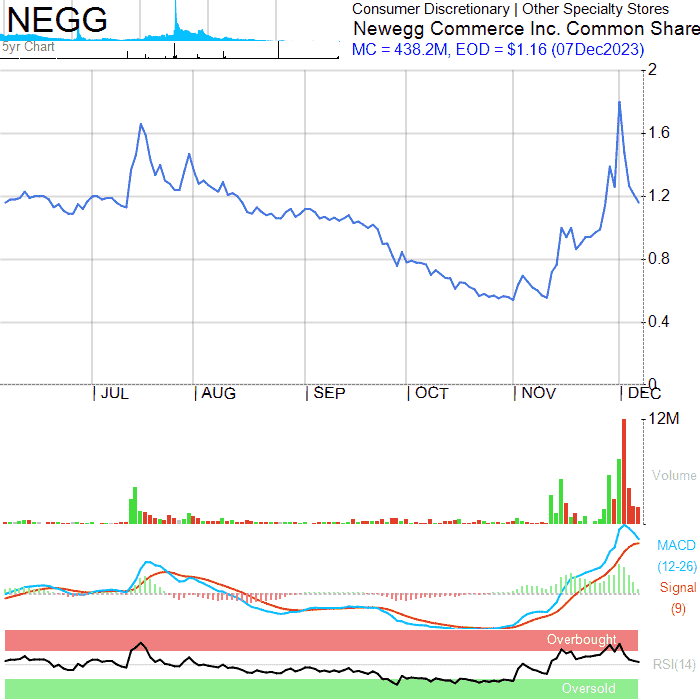 NEGG
5yr Chart
Consumer Discretionary | Other Specialty Stores
Newegg Commerce Inc. Common Share
MC = 438.2M, EOD = $1.16 (07Dec2023)
2
1.6
1.2
0.8
0.4
0
JUL AUG SEP OCT NOV DEC
12M
Volume
MACD
(12-26)
Signal
(9)
Overbought
RSI(14)
Oversold